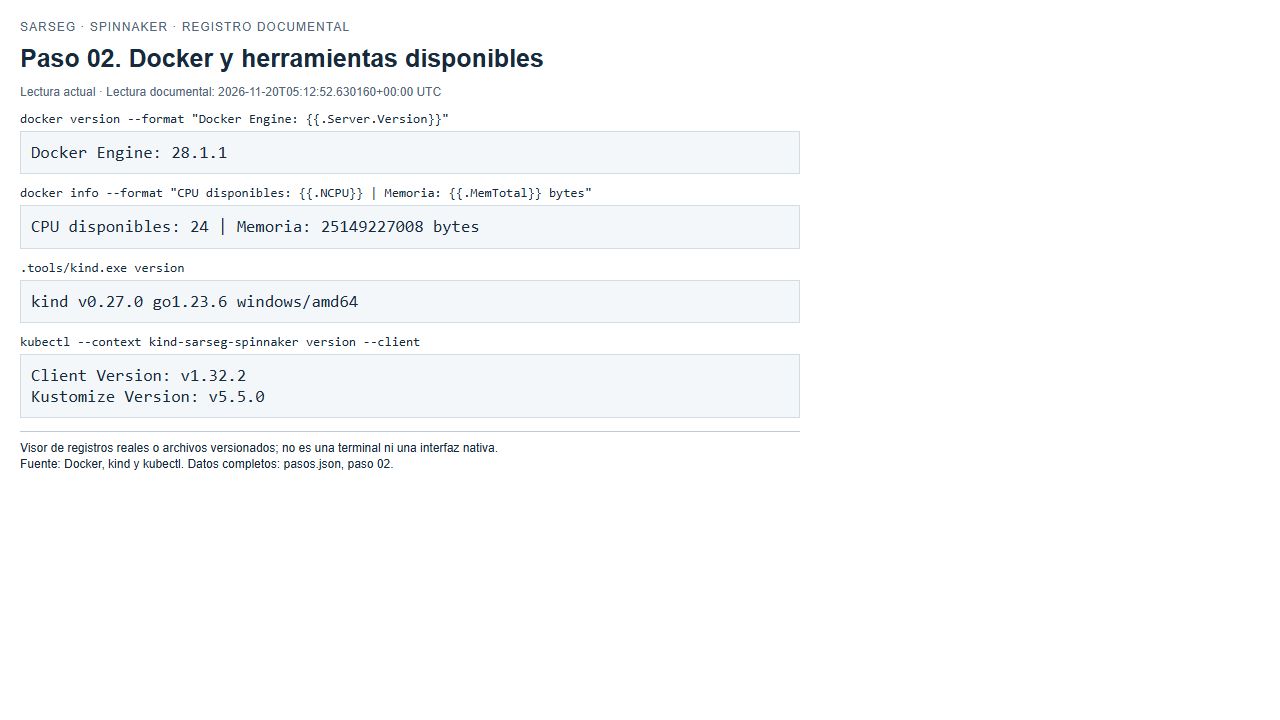 SARSEG · SPINNAKER · REGISTRO DOCUMENTAL
Paso 02. Docker y herramientas disponibles
Lectura actual · Lectura documental: 2026-11-20T05:12:52.630160+00:00 UTC
docker version --format "Docker Engine: {{.Server.Version}}"
Docker Engine: 28.1.1
docker info --format "CPU disponibles: {{.NCPU}} | Memoria: {{.MemTotal}} bytes"
CPU disponibles: 24 | Memoria: 25149227008 bytes
.tools/kind.exe version
kind v0.27.0 go1.23.6 windows/amd64
kubectl --context kind-sarseg-spinnaker version --client
Client Version: v1.32.2
Kustomize Version: v5.5.0
Visor de registros reales o archivos versionados; no es una terminal ni una interfaz nativa.
Fuente: Docker, kind y kubectl. Datos completos: pasos.json, paso 02.